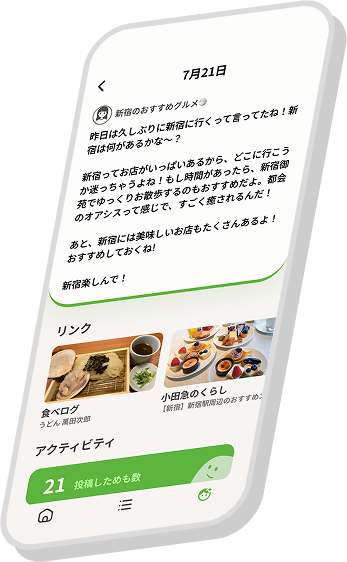 7月21日
新宿のおすすめグルメ
昨日は久しぶりに新宿に行くって言ってたね！新
宿は何があるかな〜？
新宿ってお店がいっぱいあるから、どこに行こう
か迷っちゃうよね！もし時間があったら、新宿御
苑でゆっくりお散歩するのもおすすめだよ。都会
のオアシスって感じで、すごく癒されるんだ！
あと、新宿には美味しいお店もたくさんあるよ！
おすすめしておくね!
新宿楽しんで！
リンク
食べログ
うどん 萬田次郎
小田急のくらし
【新宿】新宿駅周辺のおすすめ
アクティビティ
21 投稿しためも数